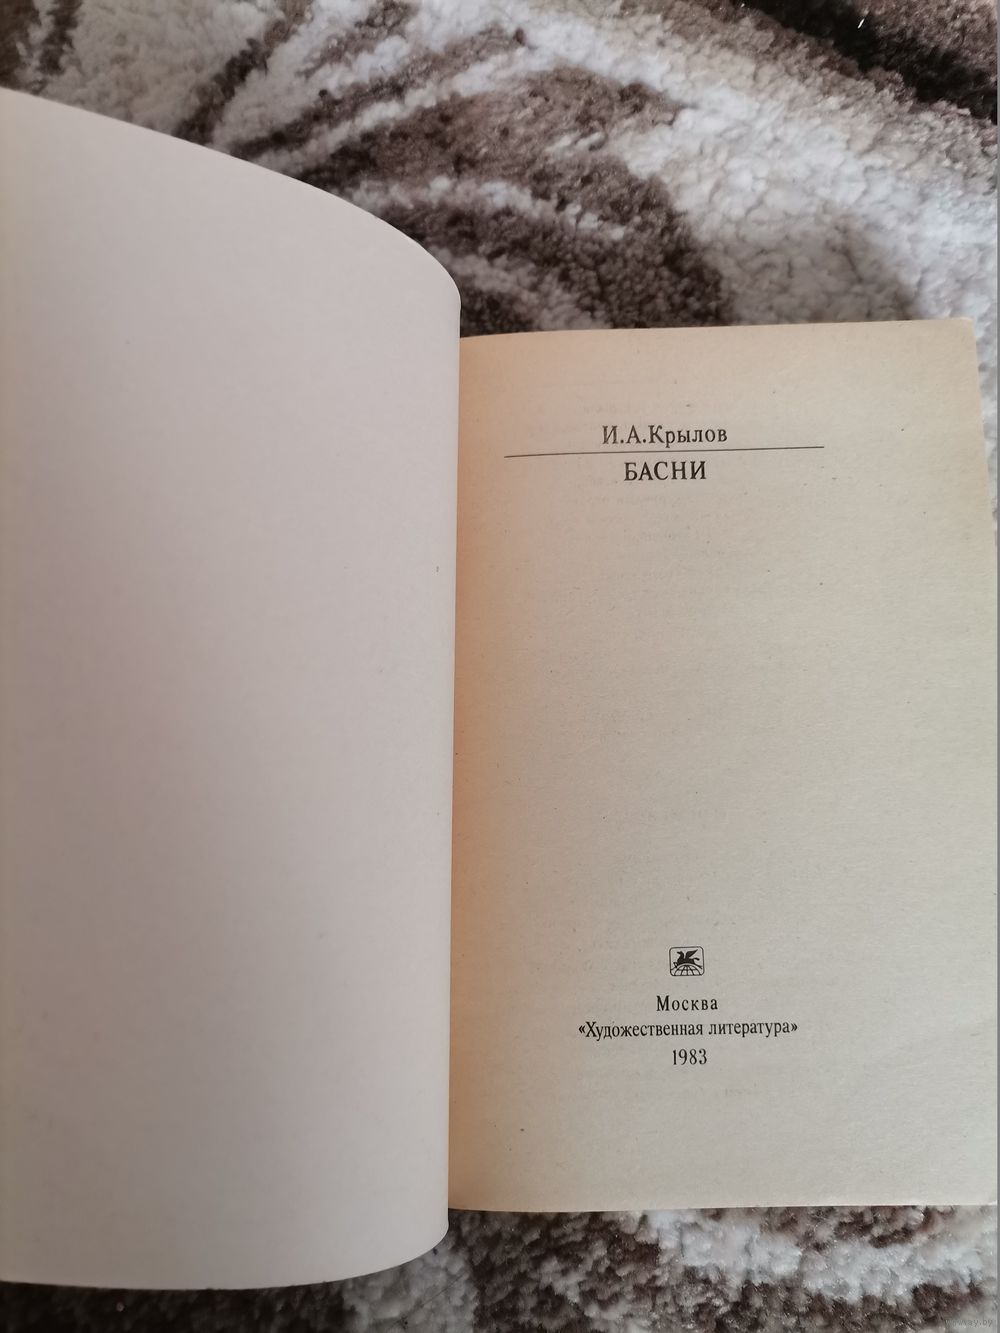 И.А.Крылов
БАСНИ
Москва
«Художественная литература»
1983